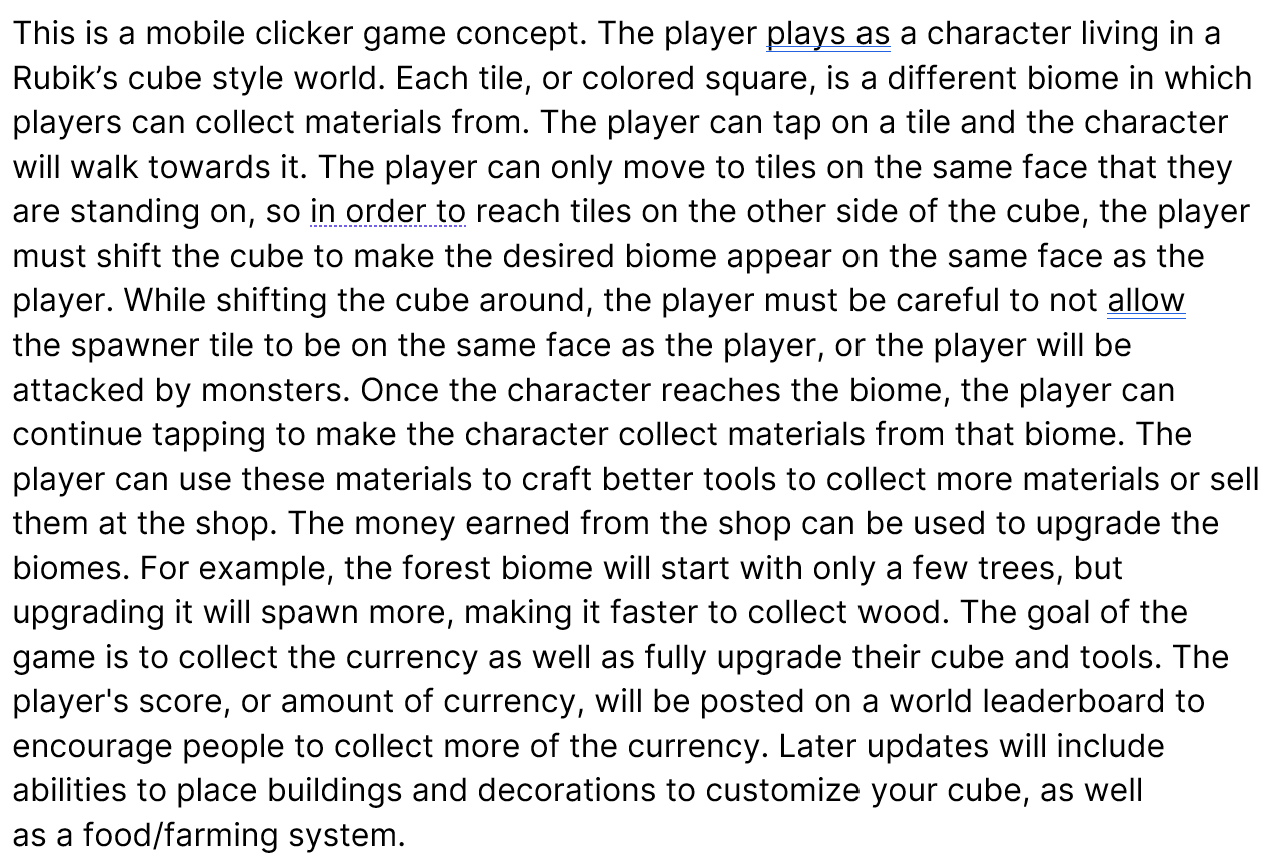 This is a mobile clicker game concept. The player plays as a character living in a
Rubik’s cube style world. Each tile, or colored square, is a different biome in which
players can collect materials from. The player can tap on a tile and the character
will walk towards it. The player can only move to tiles on the same face that they
are standing on, so in order to reach tiles on the other side of the cube, the player
must shift the cube to make the desired biome appear on the same face as the
player. While shifting the cube around, the player must be careful to not allow
the spawner tile to be on the same face as the player, or the player will be
attacked by monsters. Once the character reaches the biome, the player can
continue tapping to make the character collect materials from that biome. The
player can use these materials to craft better tools to collect more materials or sell
them at the shop. The money earned from the shop can be used to upgrade the
biomes. For example, the forest biome will start with only a few trees, but
upgrading it will spawn more, making it faster to collect wood. The goal of the
game is to collect the currency as well as fully upgrade their cube and tools. The
player's score, or amount of currency, will be posted on a world leaderboard to
encourage people to collect more of the currency. Later updates will include
abilities to place buildings and decorations to customize your cube, as well
as a food/farming system.